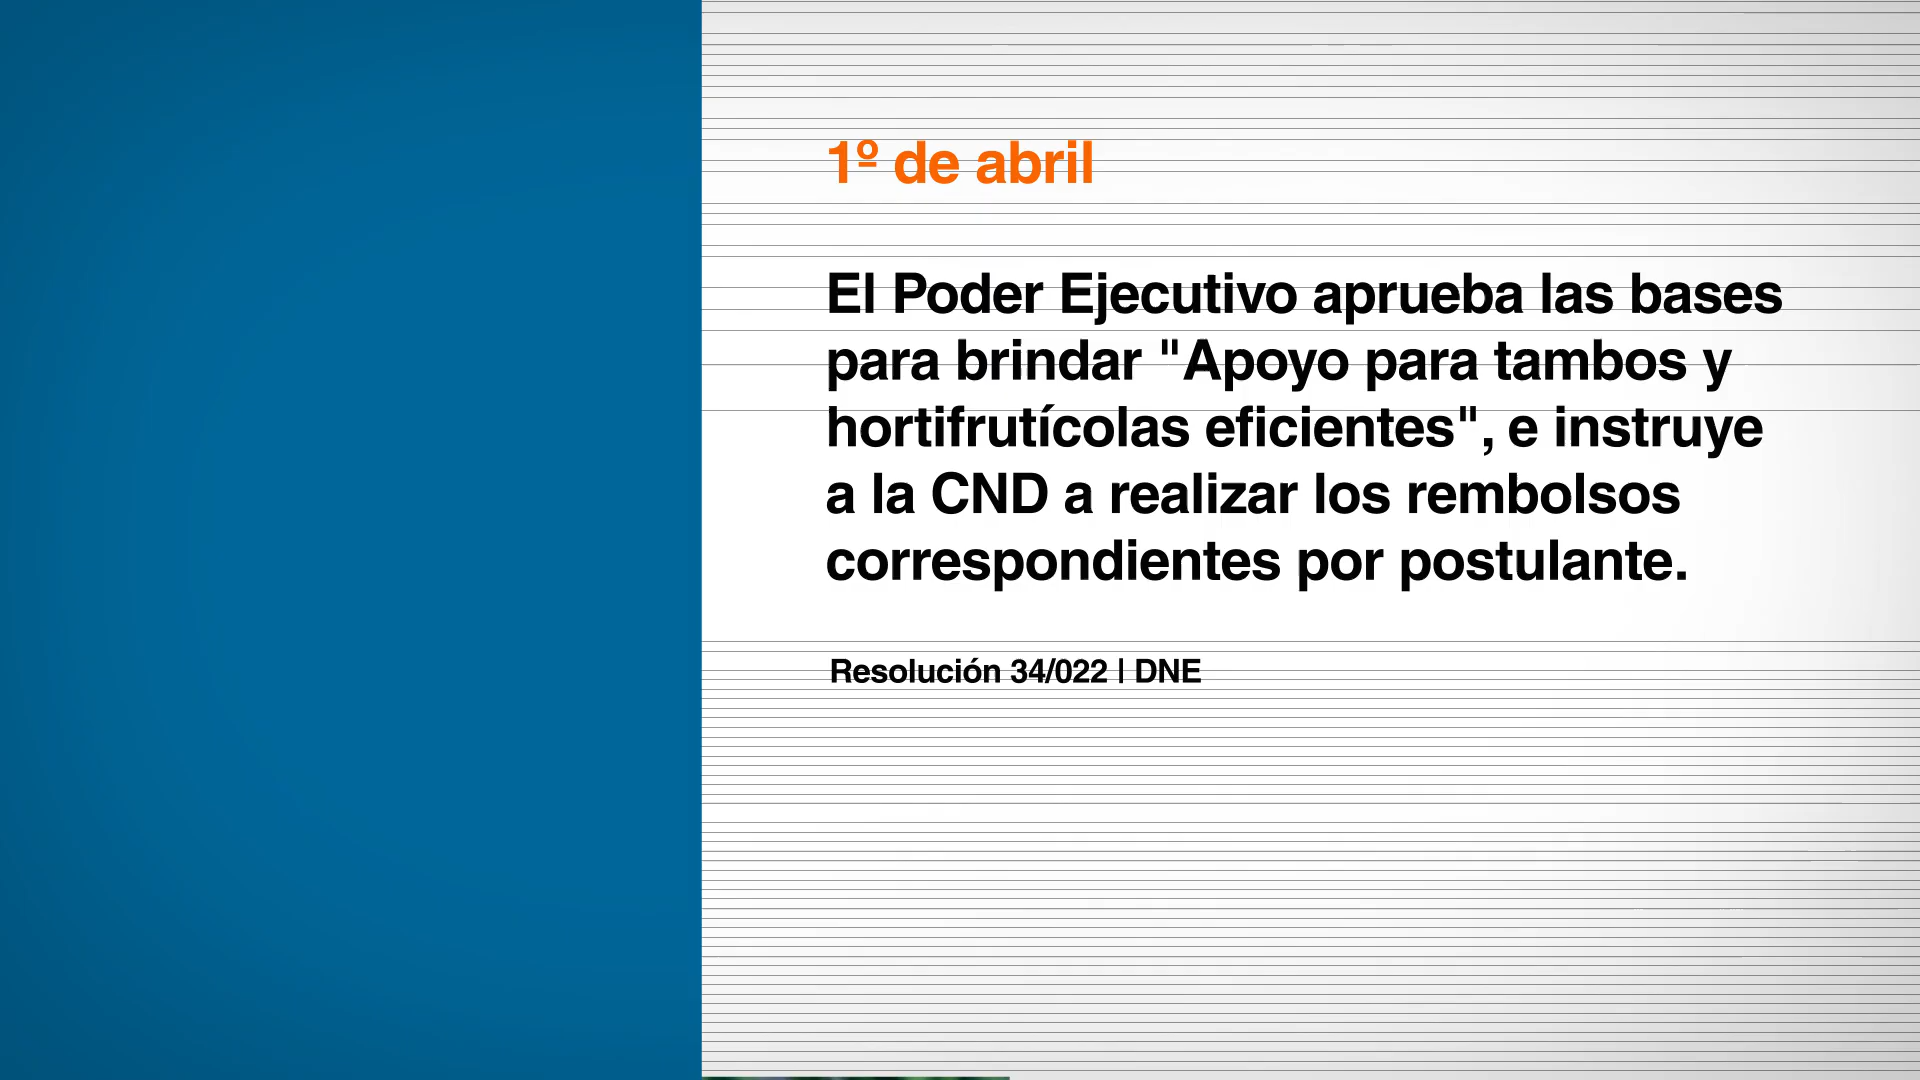 1º de abril
El Poder Ejecutivo aprueba las bases
para brindar "Apoyo para tambos y
hortifrutícolas eficientes", e instruye
a la CND a realizar los rembolsos
correspondientes por postulante.
Resolución 34/022 | DNE